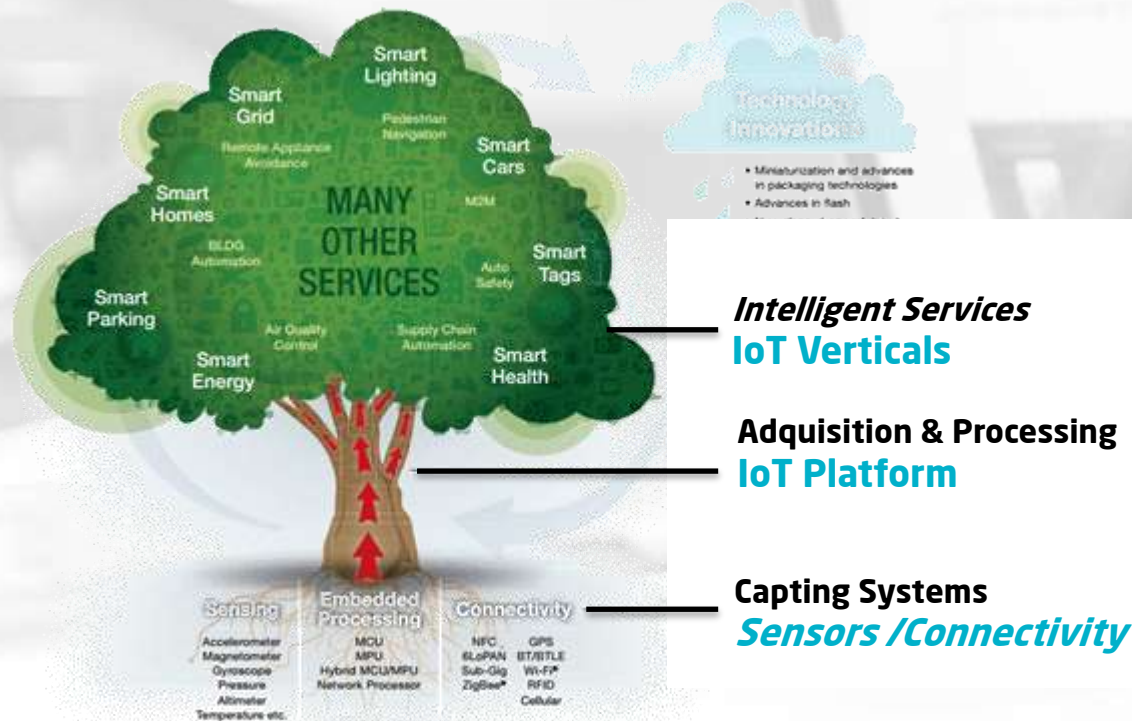 Smart
Lighting
Smart
Grid
Pedestrian
Navigation
Remote Appliance
Avoidance
Smart
Cars
Smart
Homes
MANY
OTHER
SERVICES
M2M
BLDG
Automation
Auto
Safety
Smart
Tags
Smart
Parking
Air Quality
Control
Supply Chain
Automation
Smart
Energy
Smart
Health
Technology
Innovations
• Miniaturization and advances
in packaging technologies
• Advances in flash
Intelligent Services
IoT Verticals
Adquisition & Processing
IoT Platform
Capting Systems
Sensors /Connectivity
Sensing
Accelerometer
Magnetometer
Gyroscope
Pressure
Altimeter
Temperature etc.
Embedded
Processing
MCU
MPU
Hybrid MCU/MPU
Network Processor
Connectivity
NFC GPS
6LoPAN BT/BTLE
Sub-Gig Wi-Fi®
ZigBee® RFID
Cellular